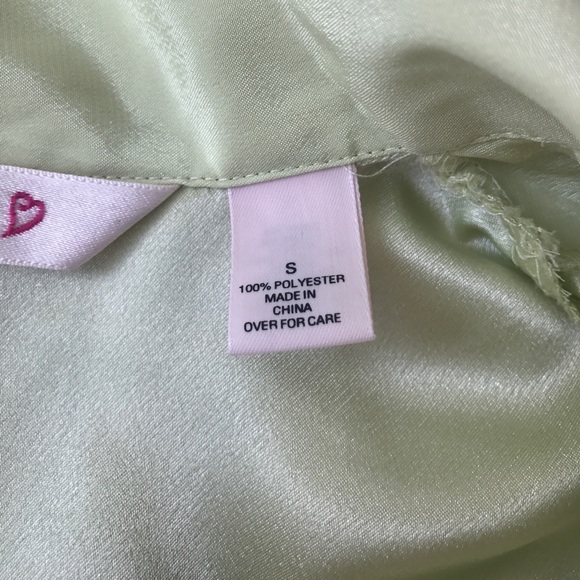 S
100% POLYESTER
MADE IN
CHINA
OVER FOR CARE